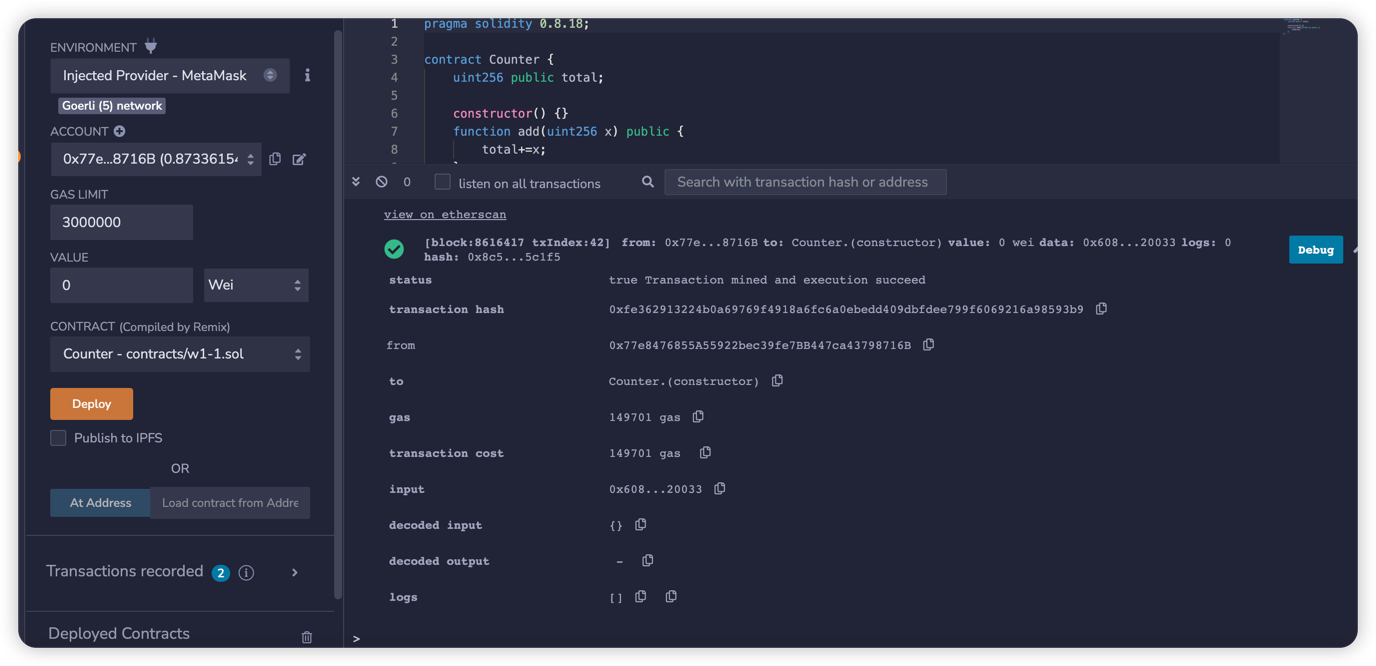 ENVIRONMENT
Injected Provider - MetaMask
Goerli (5) network
ACCOUNT
0x77e...8716B (0.87336154
GAS LIMIT
3000000
VALUE
0 Wei
CONTRACT (Compiled by Remix)
Counter - contracts/w1-1.sol
Deploy
Publish to IPFS
OR
At Address Load contract from Addre
Transactions recorded 2
Deployed Contracts
1 pragma solidity 0.8.18;
2
3 contract Counter {
4 uint256 public total;
5
6 constructor() {}
7 function add(uint256 x) public {
8 total+=x;
0 listen on all transactions Search with transaction hash or address
view on etherscan
[block:8616417 txIndex:42] from: 0x77e...8716B to: Counter.(constructor) value: 0 wei data: 0x608...20033 logs: 0
hash: 0x8c5...5c1f5
Debug
status true Transaction mined and execution succeed
transaction hash 0xfe362913224b0a69769f4918a6fc6a0ebedd409dbfdee799f6069216a98593b9
from 0x77e8476855A55922bec39fe7BB447ca43798716B
to Counter.(constructor)
gas 149701 gas
transaction cost 149701 gas
input 0x608...20033
decoded input {}
decoded output -
logs []
>